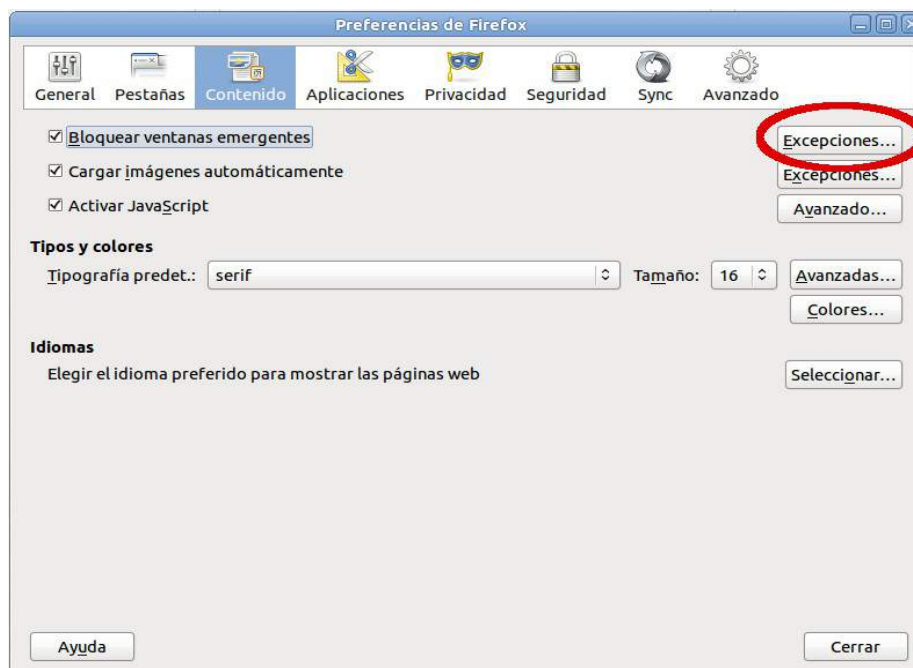 Preferencias de Firefox
General Pestañas Contenido Aplicaciones Privacidad Seguridad Sync Avanzado
Bloquear ventanas emergentes Excepciones...
Cargar imágenes automáticamente Excepciones...
Activar JavaScript Avanzado...
Tipos y colores
Tipografía predet.: serif Tamaño: 16 Avanzadas...
Colores...
Idiomas
Elegir el idioma preferido para mostrar las páginas web Seleccionar...
Ayuda Cerrar